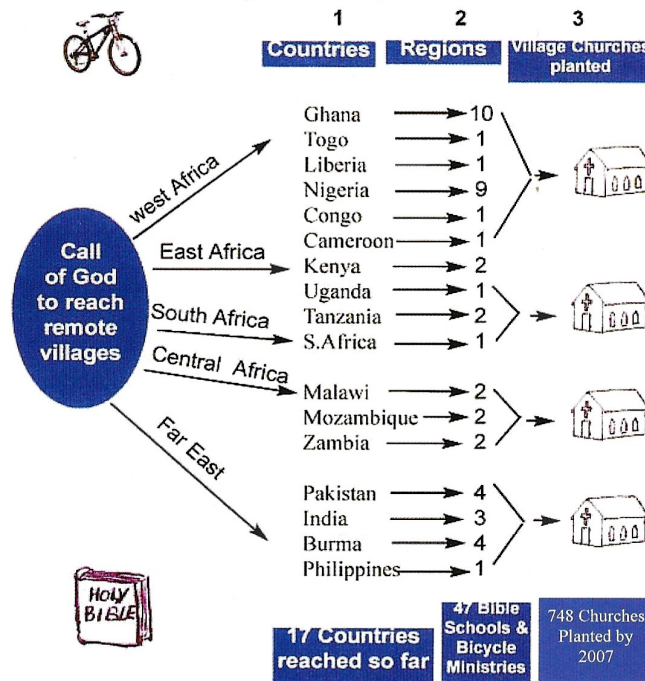 1 2 3
Countries Regions Village Churches
planted
Ghana 10
Togo 1
Liberia 1
Nigeria 9
Congo 1
Cameroon 1
Kenya 2
Uganda 1
Tanzania 2
S.Africa 1
Malawi 2
Mozambique 2
Zambia 2
Pakistan 4
India 3
Burma 4
Philippines 1
west Africa
East Africa
South Africa
Central Africa
Far East
Call
of God
to reach
remote
villages
HOLY
BIBLE
17 Countries
reached so far
47 Bible
Schools &
Bicycle
Ministries
748 Churches
Planted by
2007